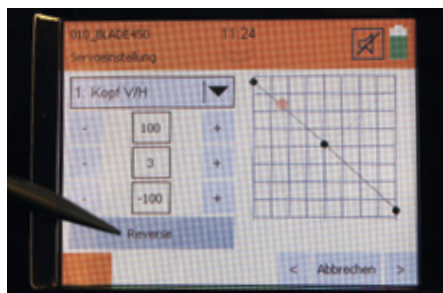 010_BLADE450 11:24
Servoeinstellung
1. Kopf V/H
- 100 +
- 3 +
- -100 +
Reverse
< Abbrechen >